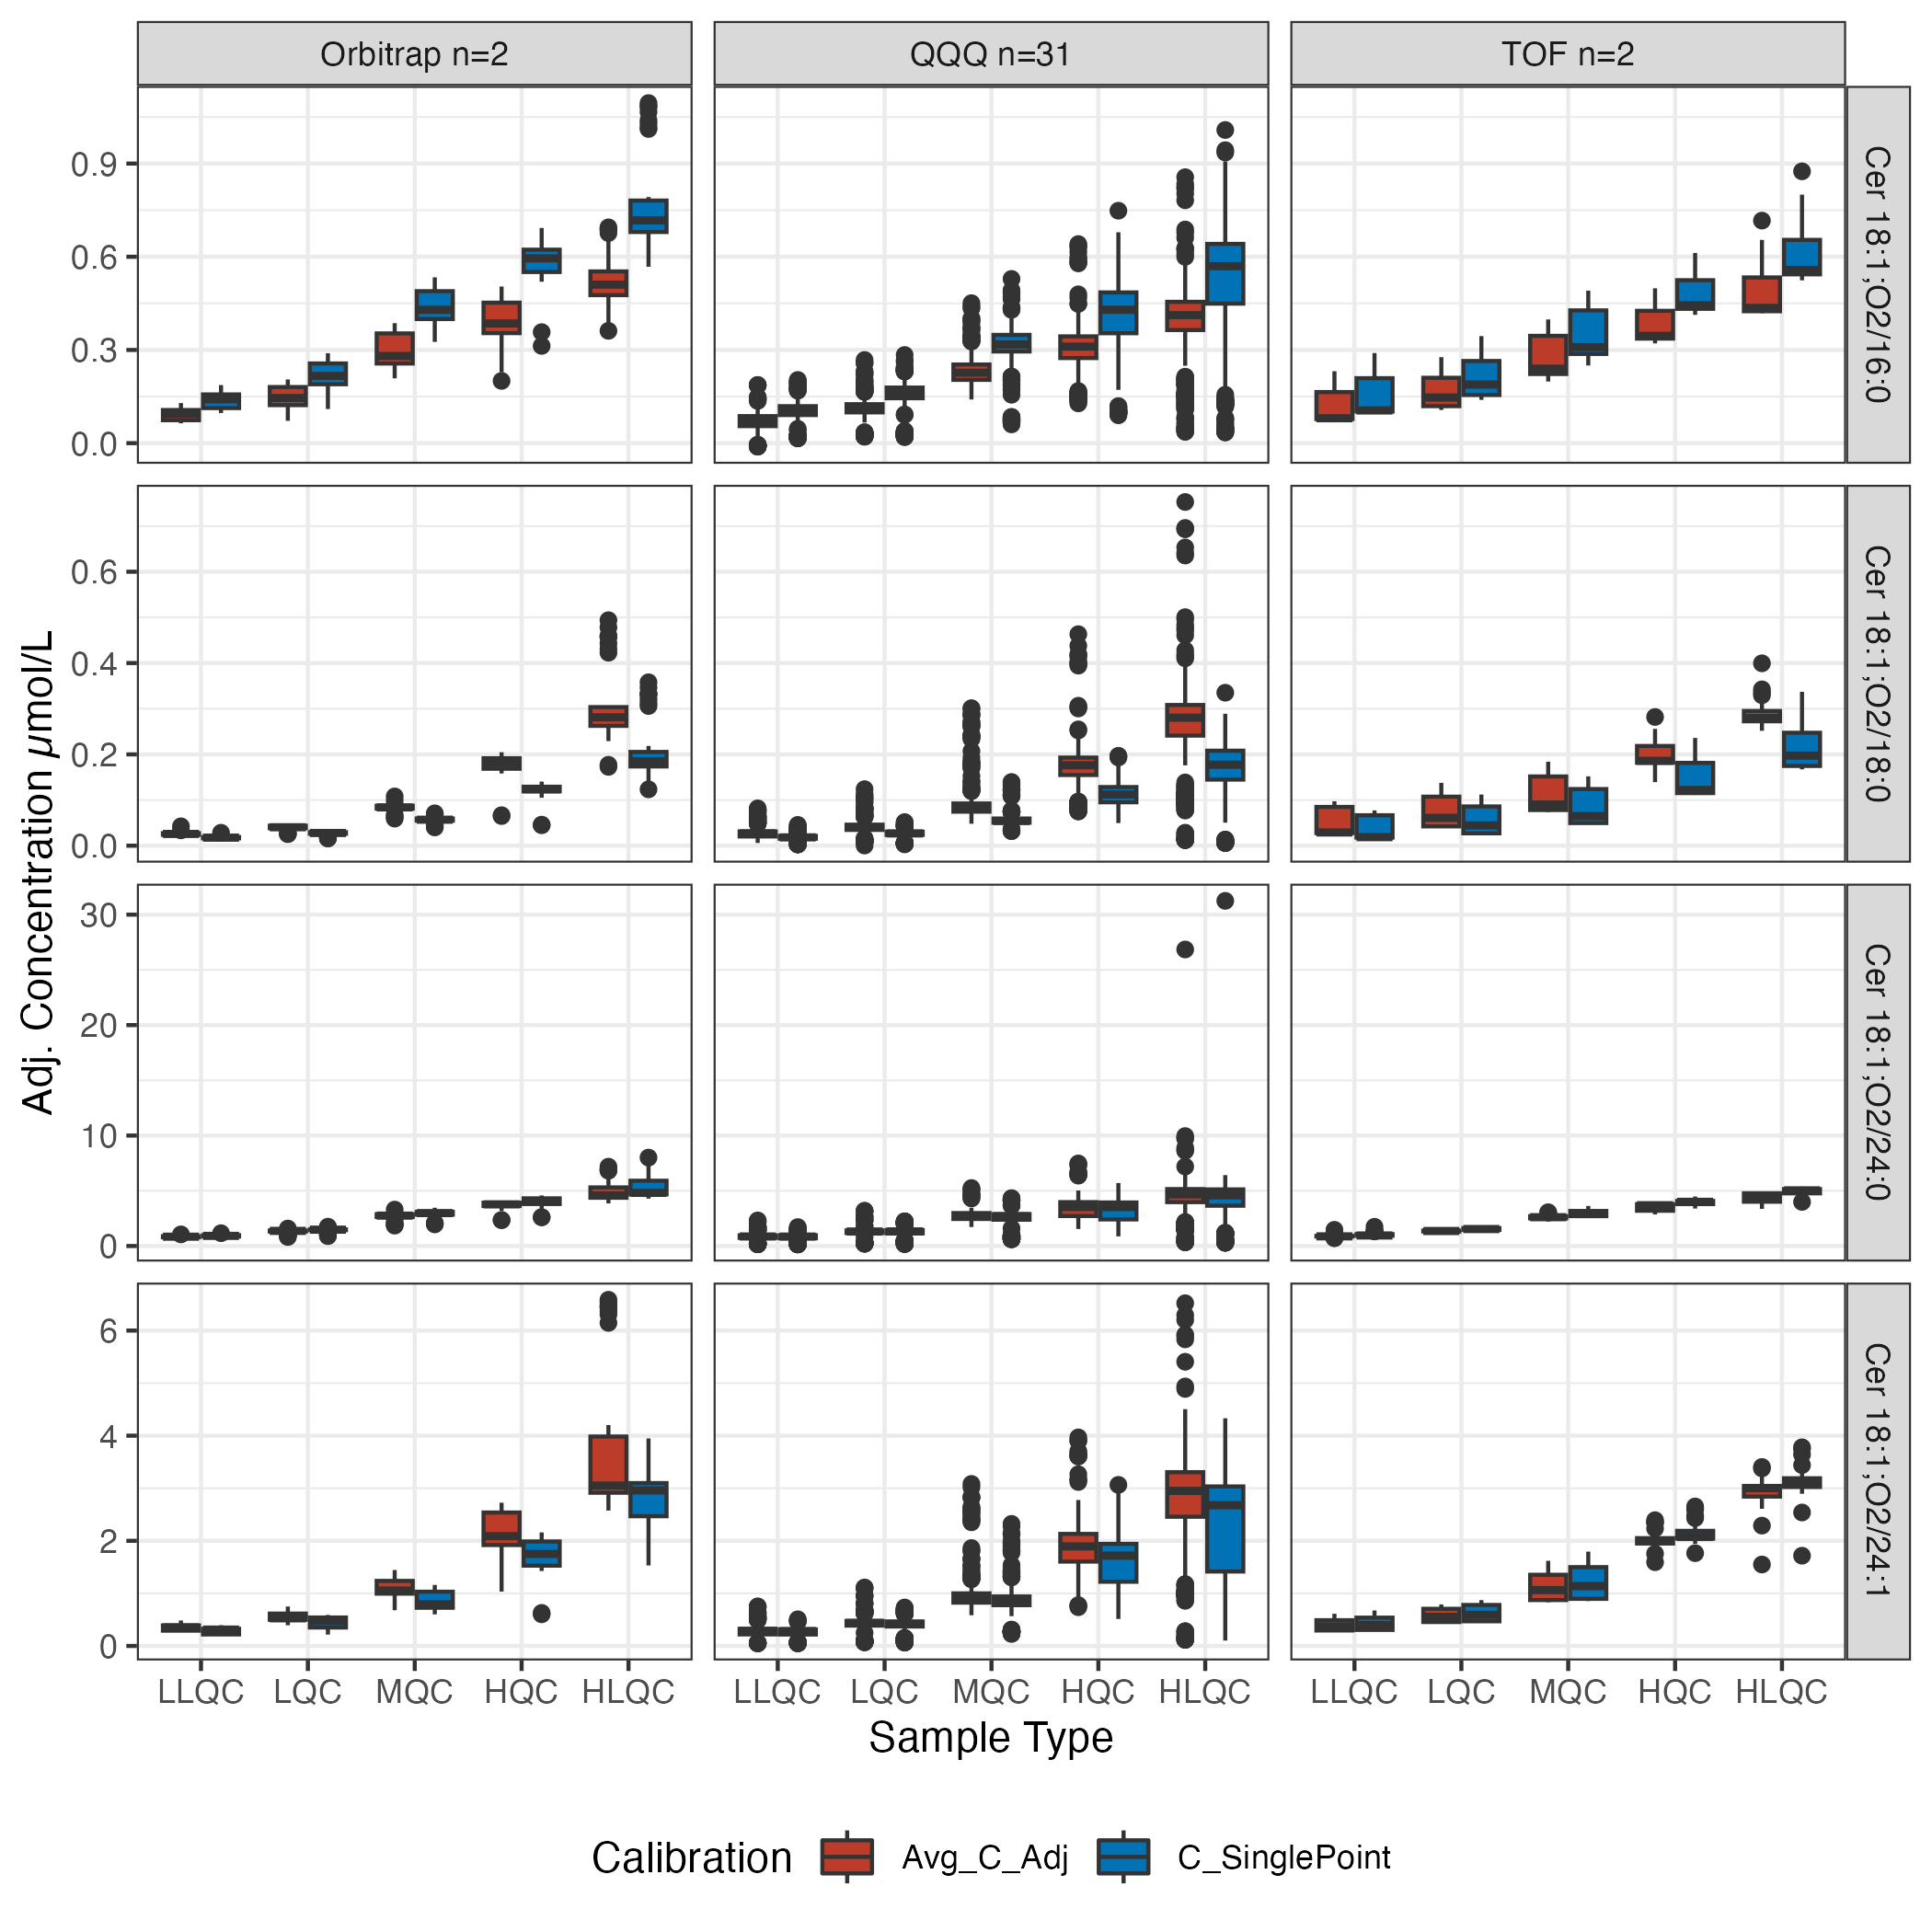 Orbitrap n=2
QQQ n=31
TOF n=2
0.9
0.6
0.3
0.0
Cer 18:1;O2/16:0
0.6
0.4
0.2
0.0
Cer 18:1;O2/18:0
30
20
10
0
Cer 18:1;O2/24:0
6
4
2
0
Cer 18:1;O2/24:1
Adj. Concentration µmol/L
LLQC LQC MQC HQC HLQC
LLQC LQC MQC HQC HLQC
LLQC LQC MQC HQC HLQC
Sample Type
Calibration Avg_C_Adj C_SinglePoint